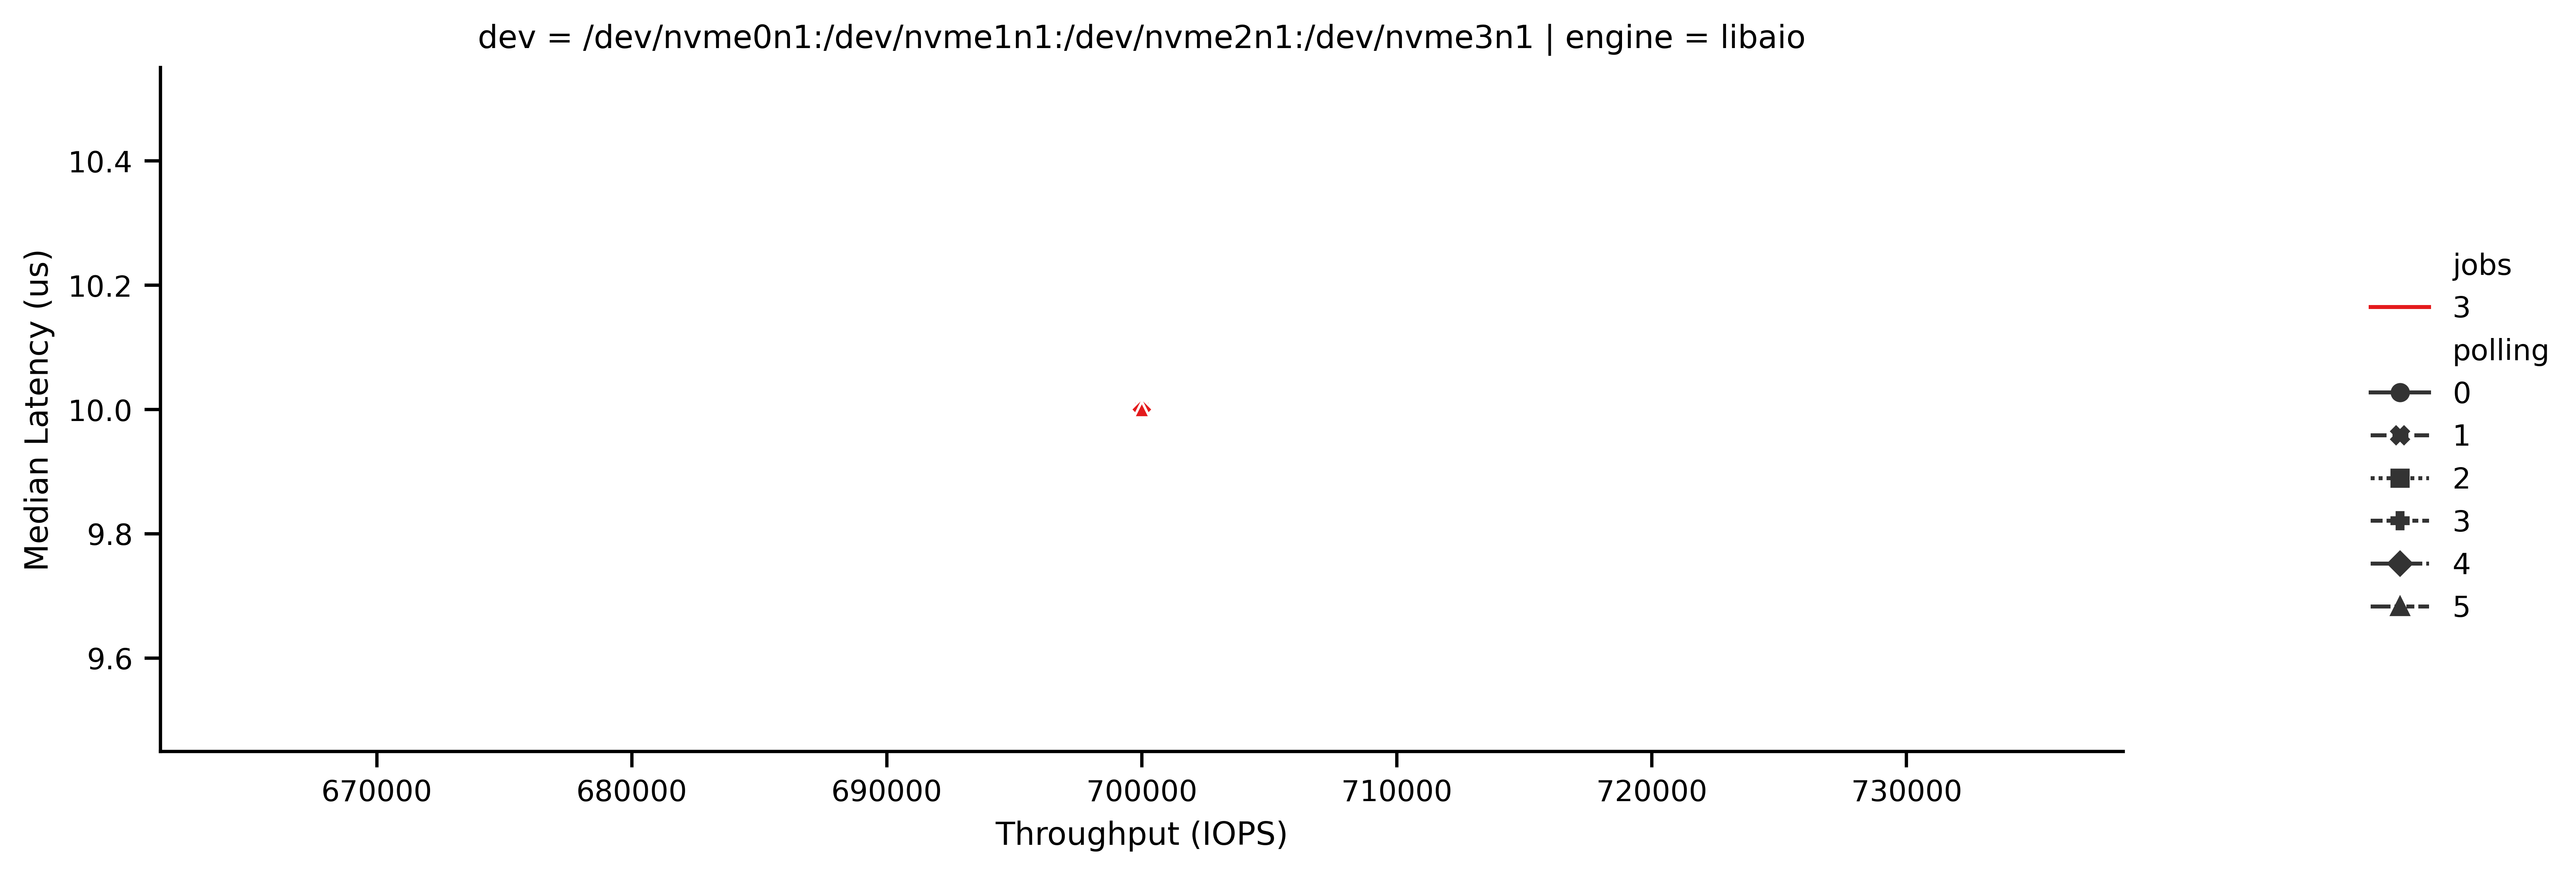 dev = /dev/nvme0n1:/dev/nvme1n1:/dev/nvme2n1:/dev/nvme3n1 | engine = libaio
Median Latency (us)
10.4
10.2
10.0
9.8
9.6
670000 680000 690000 700000 710000 720000 730000
Throughput (IOPS)
jobs
3
polling
0
1
2
3
4
5